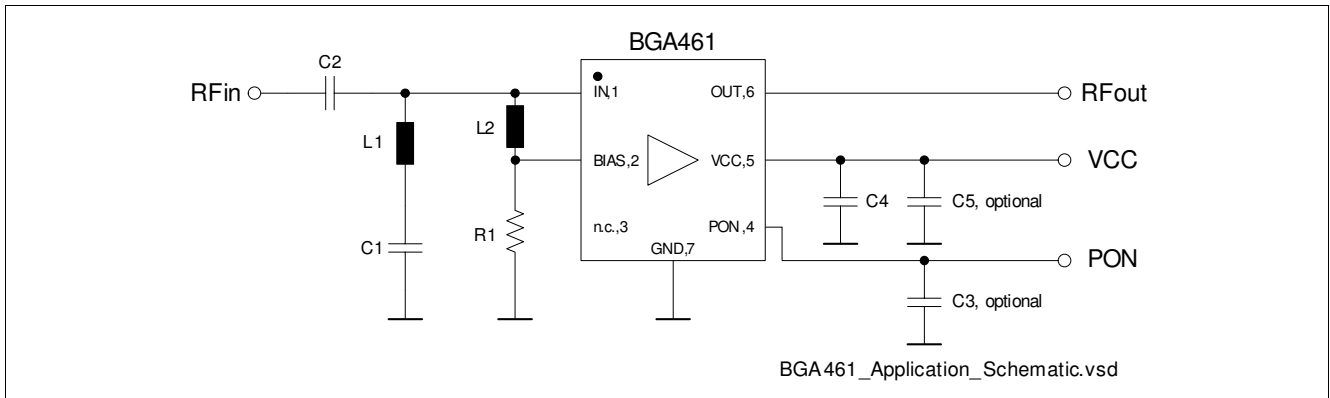 BGA461
C2
RFin
IN,1
OUT,6
RFout
L1
L2
BIAS,2
VCC,5
VCC
C4
C5, optional
R1
n.c.,3
PON,4
C1
GND,7
PON
C3, optional
BGA461_Application_Schematic.vsd